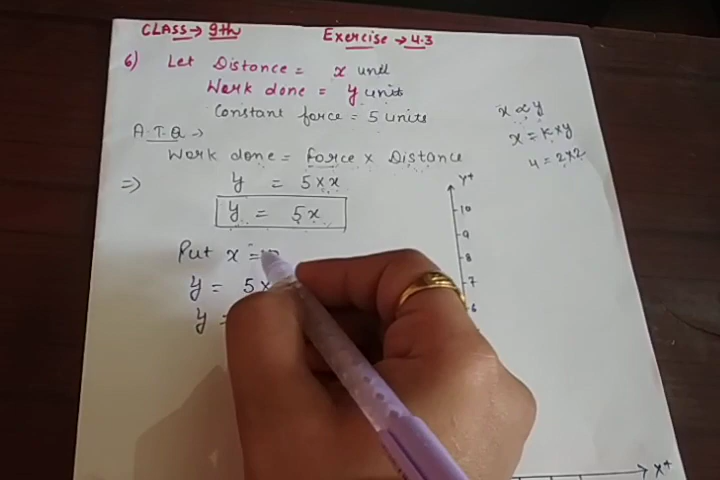 CLASS → 9th
Exercise → 4.3
6) Let Distance = x unit
Work done = y units
Constant force = 5 units
A.T.Q →
Work done = force × Distance
⇒ y = 5 × x
y = 5x
Put x =
y = 5 ×
y =
x ∝ y
x = k × y
4 = 2 × 2
Y+
10
9
8
7
6
X+